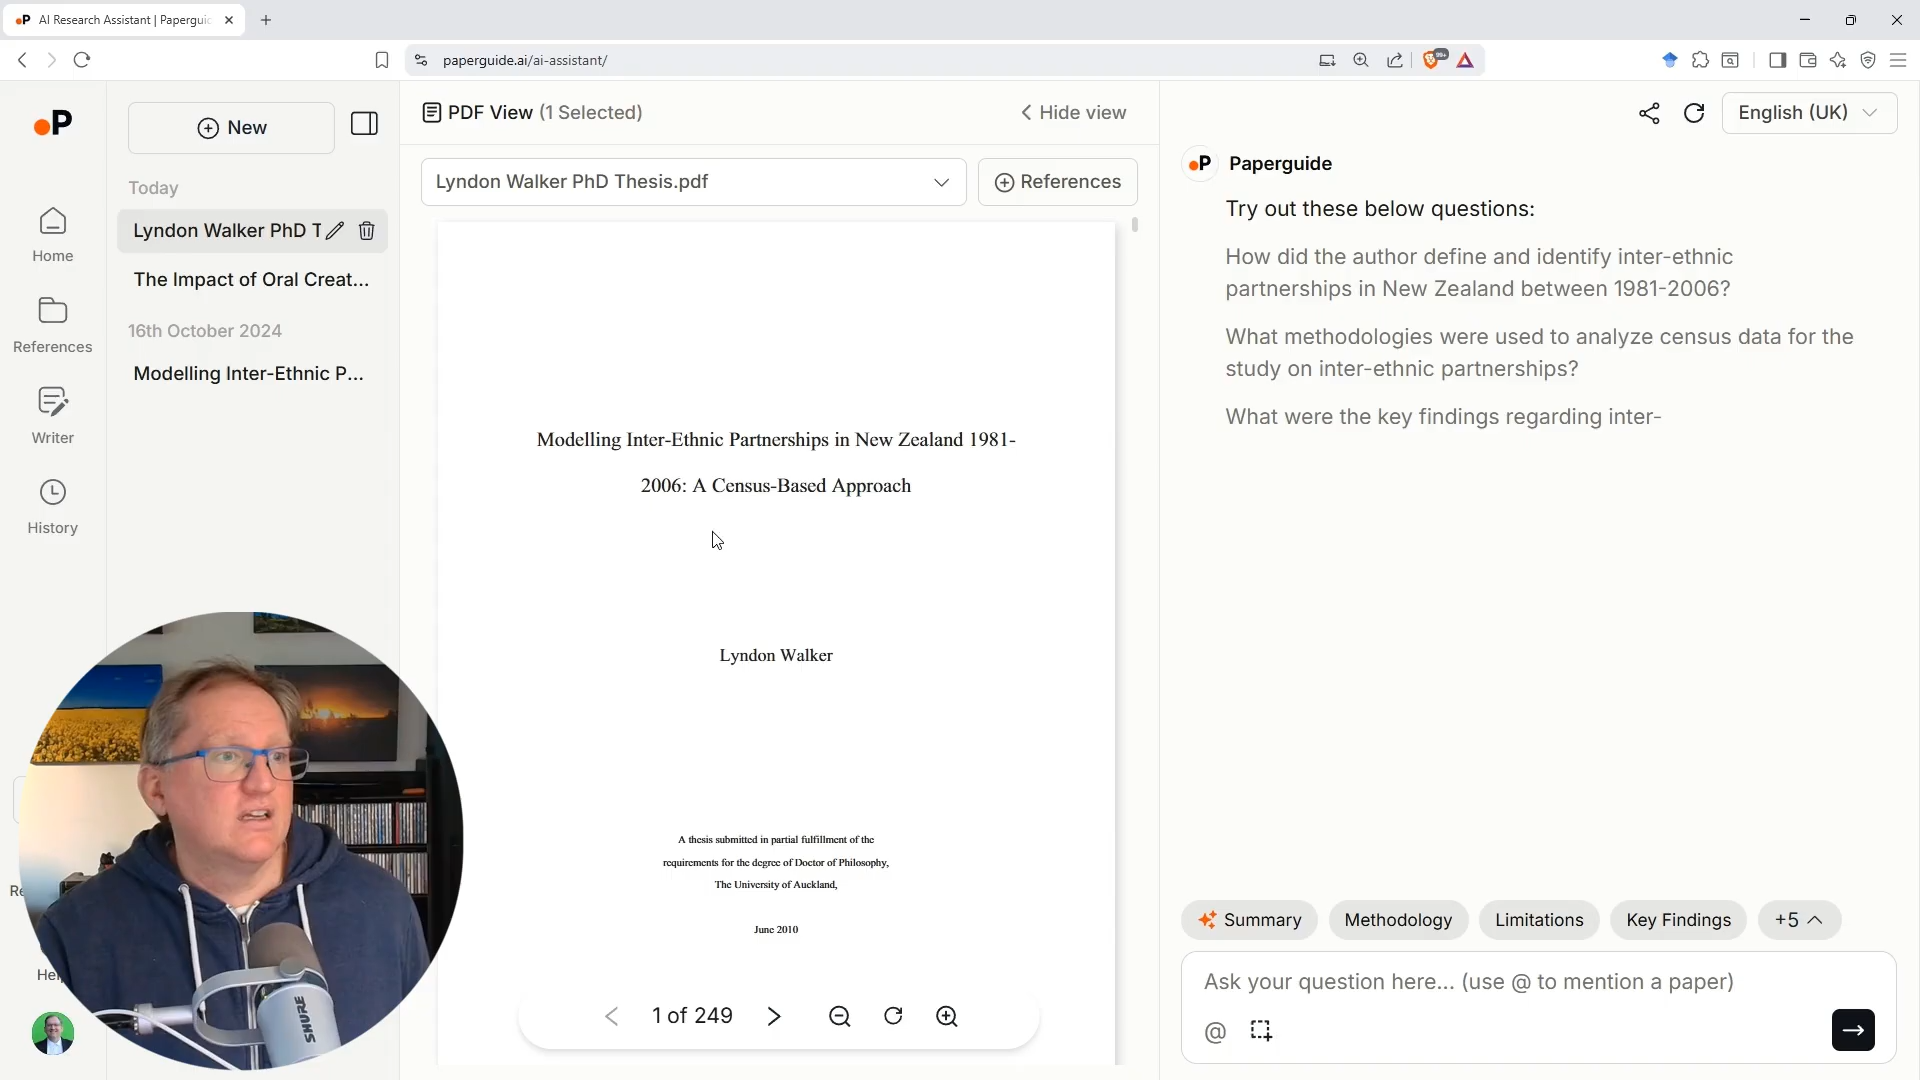 AI Research Assistant | Paperguid
paperguide.ai/ai-assistant/
99+
P
New
Today
Lyndon Walker PhD T
The Impact of Oral Creat...
16th October 2024
Modelling Inter-Ethnic P...
Home
References
Writer
History
PDF View (1 Selected)
Hide view
Lyndon Walker PhD Thesis.pdf
References
Modelling Inter-Ethnic Partnerships in New Zealand 1981-
2006: A Census-Based Approach
Lyndon Walker
A thesis submitted in partial fulfillment of the
requirements for the degree of Doctor of Philosophy,
The University of Auckland,
June 2010
1 of 249
English (UK)
P
Paperguide
Try out these below questions:
How did the author define and identify inter-ethnic
partnerships in New Zealand between 1981-2006?
What methodologies were used to analyze census data for the
study on inter-ethnic partnerships?
What were the key findings regarding inter-
Summary
Methodology
Limitations
Key Findings
+5
Ask your question here... (use @ to mention a paper)
@
SHURE